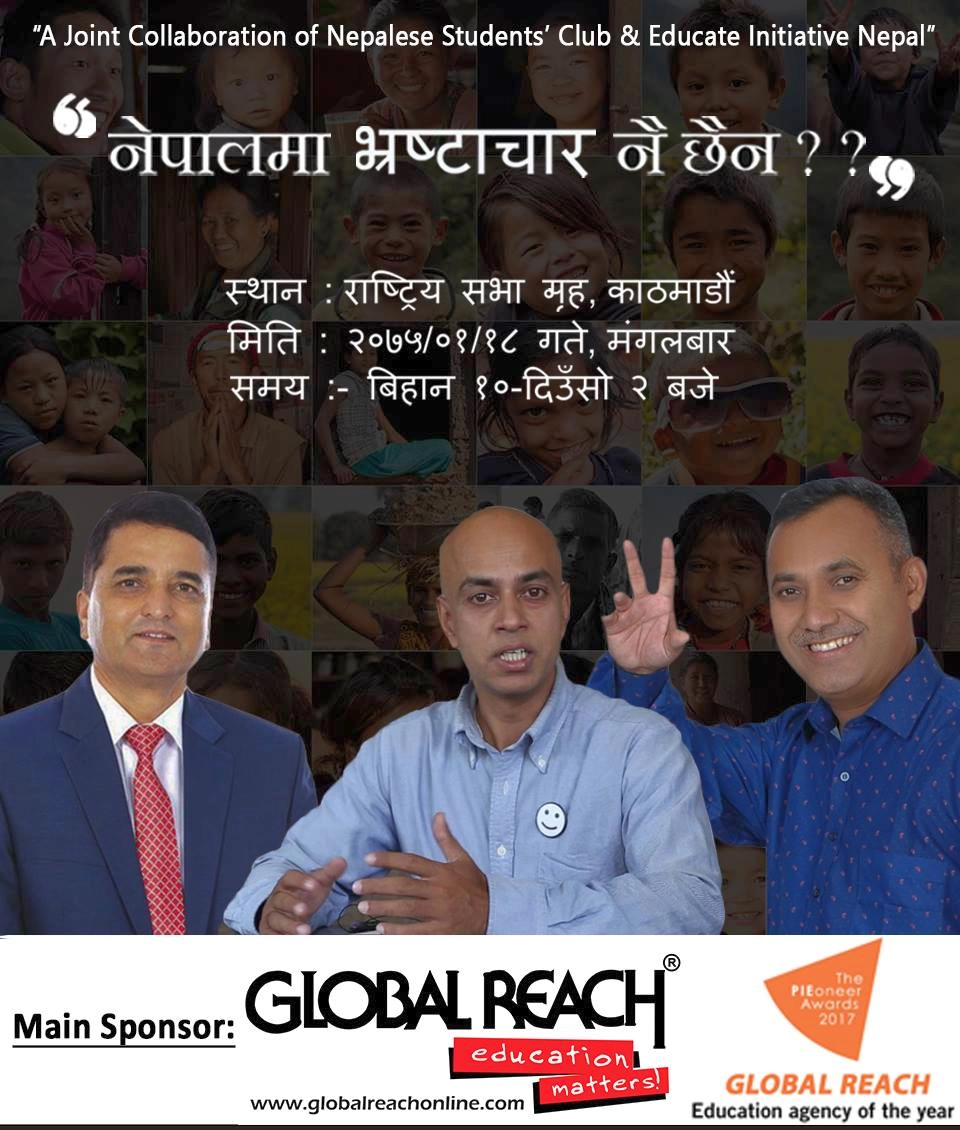 "A Joint Collaboration of Nepalese Students' Club & Educate Initiative Nepal"
❝ नेपालमा भ्रष्टाचार नै छैन ? ? ❞
स्थान : राष्ट्रिय सभा गृह, काठमाडौं
मिति : २०७५/०१/१८ गते, मंगलबार
समय :- बिहान १०-दिउँसो २ बजे
Main Sponsor:
GLOBAL REACH®
education
matters!
www.globalreachonline.com
The
PIEoneer
Awards
2017
GLOBAL REACH
Education agency of the year